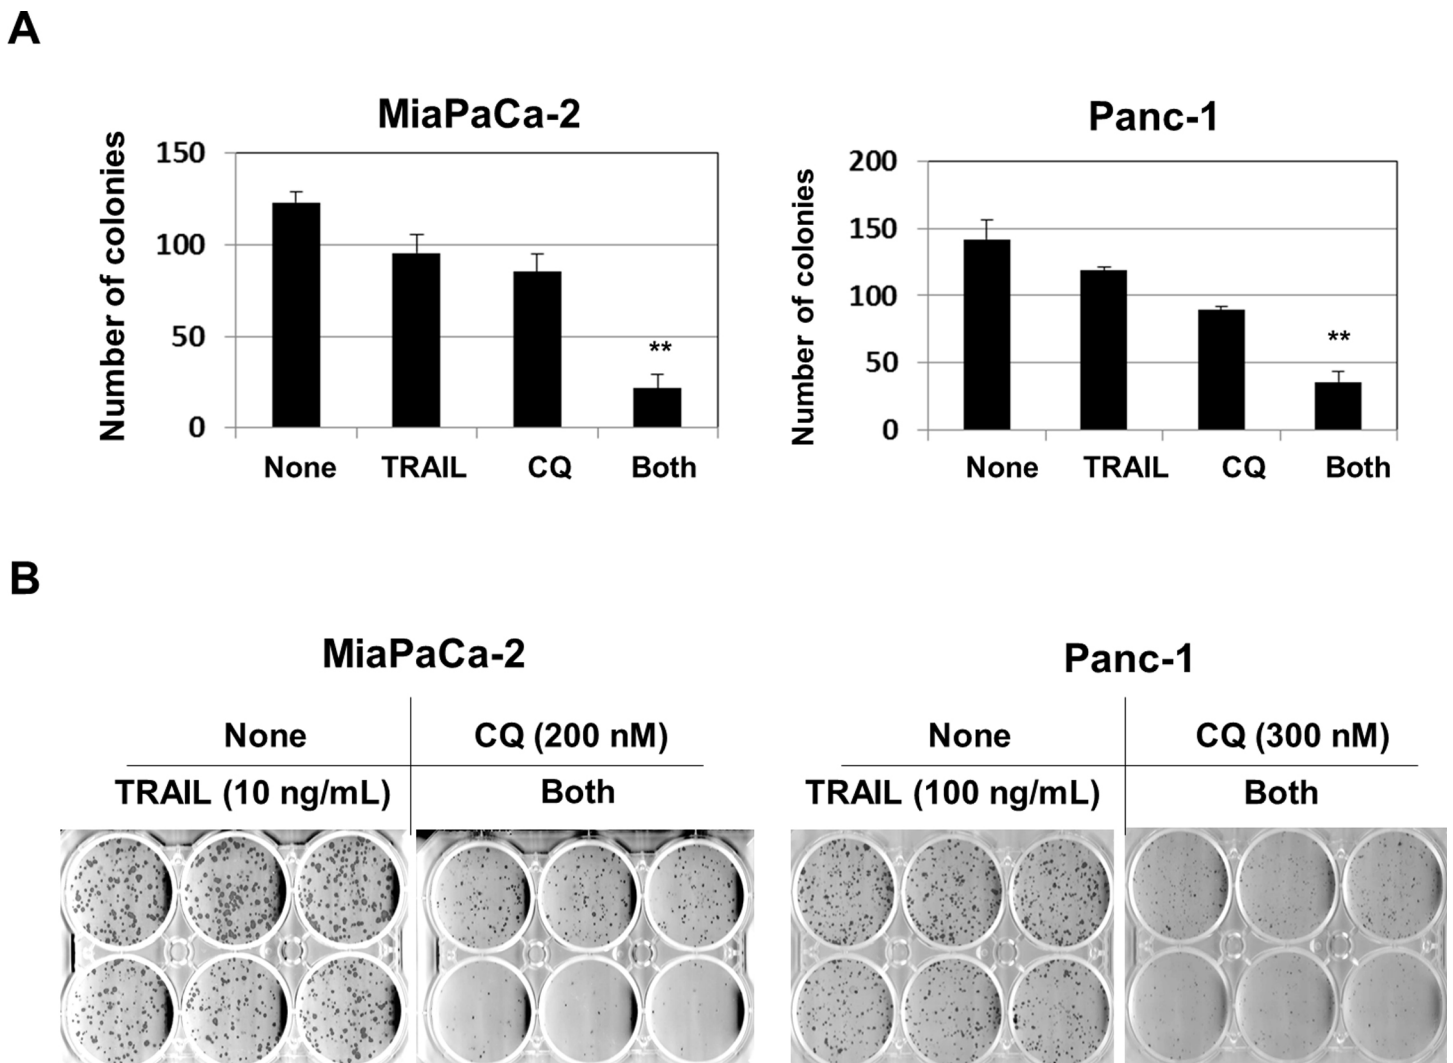 A
MiaPaCa-2
Number of colonies
150
100
50
0
**
None TRAIL CQ Both
Panc-1
Number of colonies
200
150
100
50
0
**
None TRAIL CQ Both
B
MiaPaCa-2
None CQ (200 nM)
TRAIL (10 ng/mL) Both
Panc-1
None CQ (300 nM)
TRAIL (100 ng/mL) Both